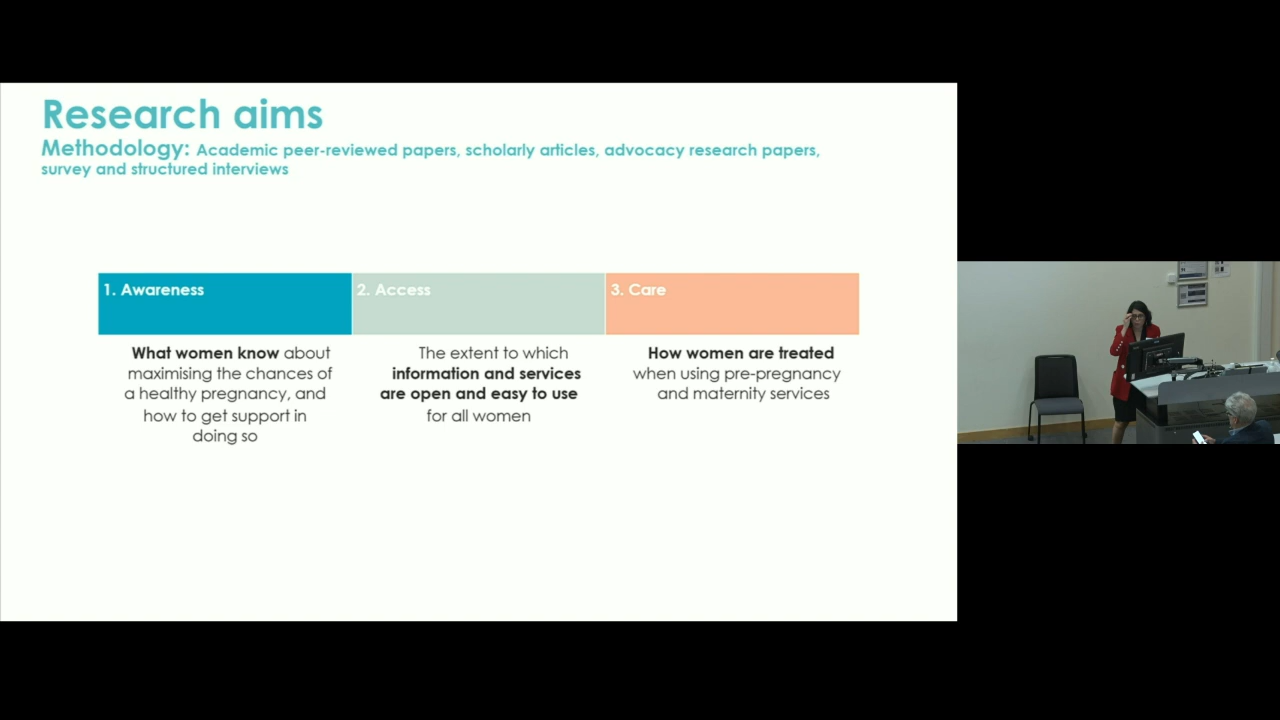 Research aims
Methodology: Academic peer-reviewed papers, scholarly articles, advocacy research papers,
survey and structured interviews
1. Awareness
What women know about
maximising the chances of
a healthy pregnancy, and
how to get support in
doing so
2. Access
The extent to which
information and services
are open and easy to use
for all women
3. Care
How women are treated
when using pre-pregnancy
and maternity services